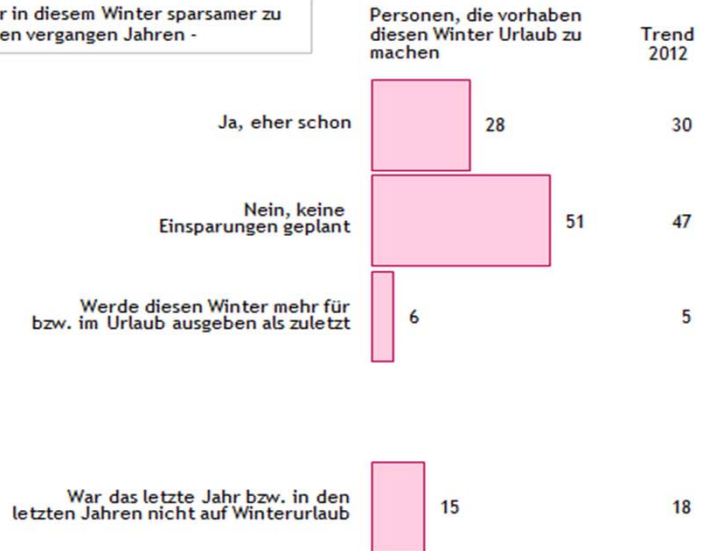 r in diesem Winter sparsamer zu
en vergangen Jahren -
Personen, die vorhaben
diesen Winter Urlaub zu
machen
Trend
2012
Ja, eher schon
28
30
Nein, keine
Einsparungen geplant
51
47
Werde diesen Winter mehr für
bzw. im Urlaub ausgeben als zuletzt
6
5
War das letzte Jahr bzw. in den
letzten Jahren nicht auf Winterurlaub
15
18